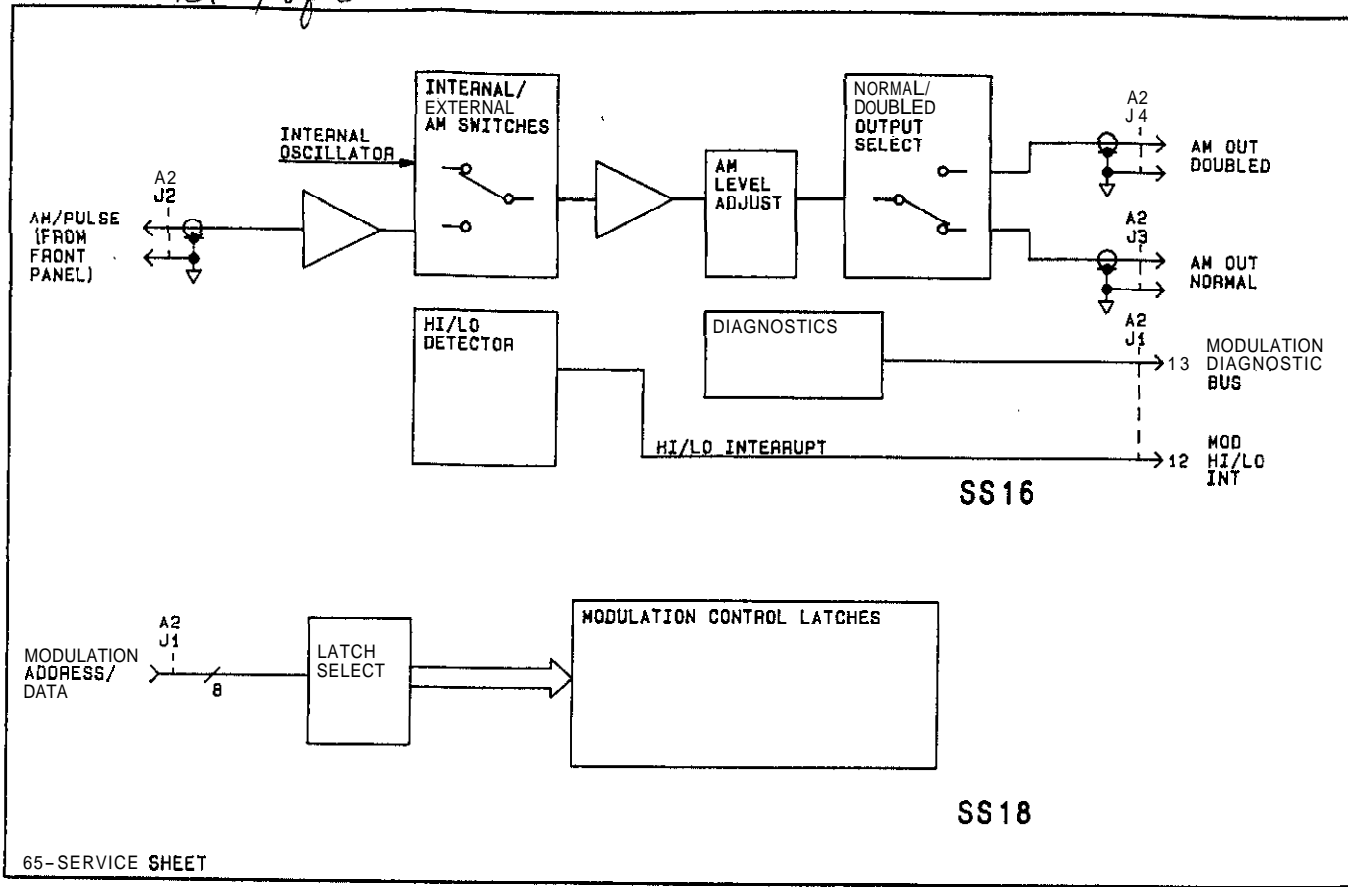 INTERNAL/
EXTERNAL
AM SWITCHES
NORMAL/
DOUBLED
OUTPUT
SELECT
A2
J4
INTERNAL
OSCILLATOR
AM OUT
DOUBLED
AM
LEVEL
ADJUST
A2
J2
AM/PULSE
(FROM
FRONT
PANEL)
A2
J3
AM OUT
NORMAL
HI/LO
DETECTOR
DIAGNOSTICS
A2
J1
13
MODULATION
DIAGNOSTIC
BUS
HI/LO INTERRUPT
12
MOD
HI/LO
INT
SS16
MODULATION CONTROL LATCHES
A2
J1
MODULATION
ADDRESS/
DATA
8
LATCH
SELECT
SS18
65-SERVICE SHEET